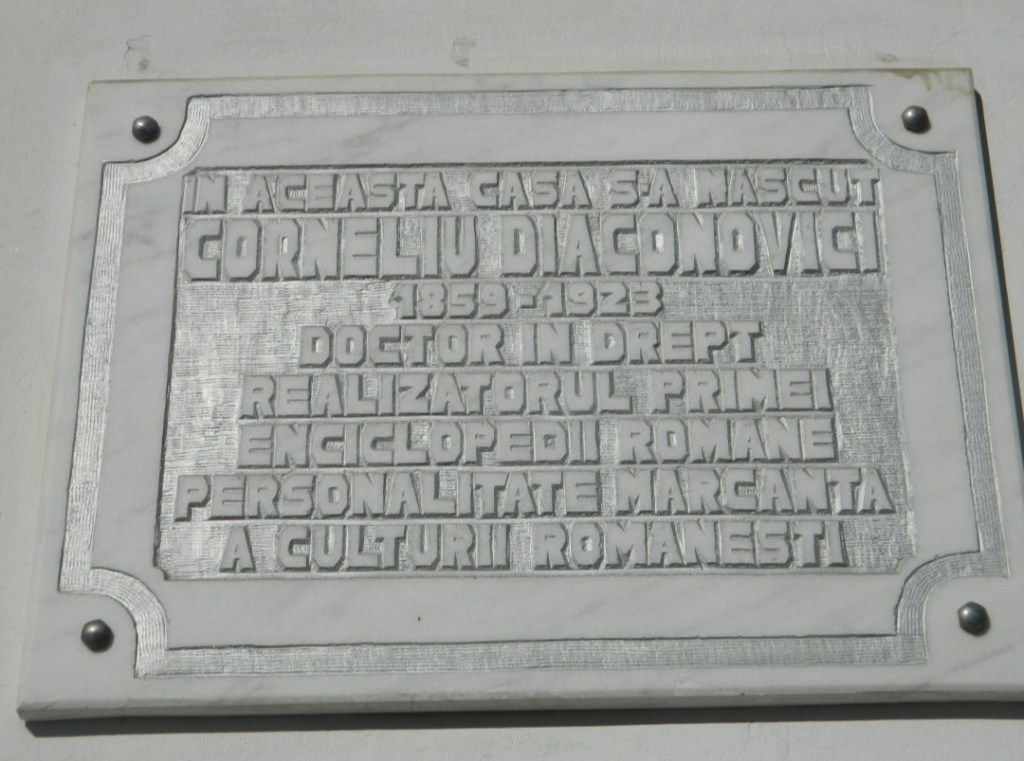 IN ACEASTA CASA S-A NASCUT
CORNELIU DIACONOVICI
1859-1923
DOCTOR IN DREPT
REALIZATORUL PRIMEI
ENCICLOPEDII ROMANE
PERSONALITATE MARCANTA
A CULTURII ROMANESTI